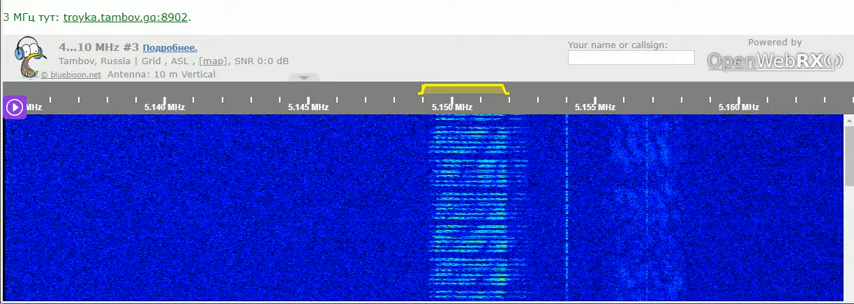 3 МГц тут: troyka.tambov.gq:8902.
4...10 MHz #3 Подробнее.
Tambov, Russia | Grid , ASL , [map], SNR 0:0 dB
© bluebison.net Antenna: 10 m Vertical
Your name or callsign:
Powered by
OpenWebRX
MHz 5.140 MHz 5.145 MHz 5.150 MHz 5.155 MHz 5.160 MHz